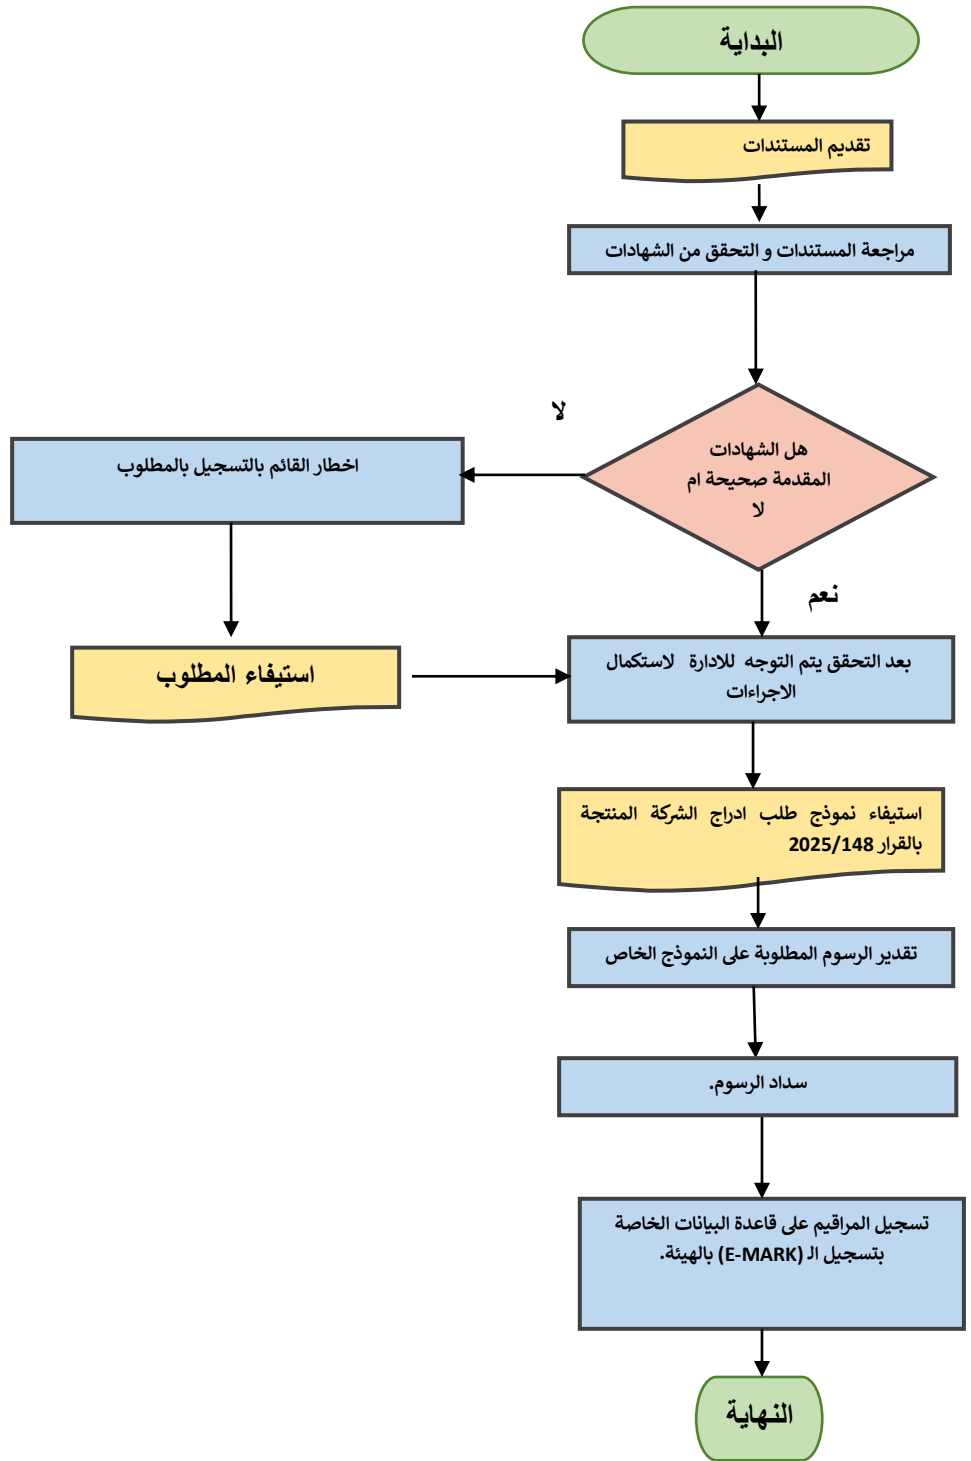 البداية
تقديم المستندات
مراجعة المستندات و التحقق من الشهادات
هل الشهادات
المقدمة صحيحة ام
لا
لا
اخطار القائم بالتسجيل بالمطلوب
استيفاء المطلوب
نعم
بعد التحقق يتم التوجه للادارة لاستكمال
الاجراءات
استيفاء نموذج طلب ادراج الشركة المنتجة
بالقرار 2025/148
تقدير الرسوم المطلوبة على النموذج الخاص
سداد الرسوم.
تسجيل المراقيم على قاعدة البيانات الخاصة
بتسجيل الـ (E-MARK) بالهيئة.
النهاية